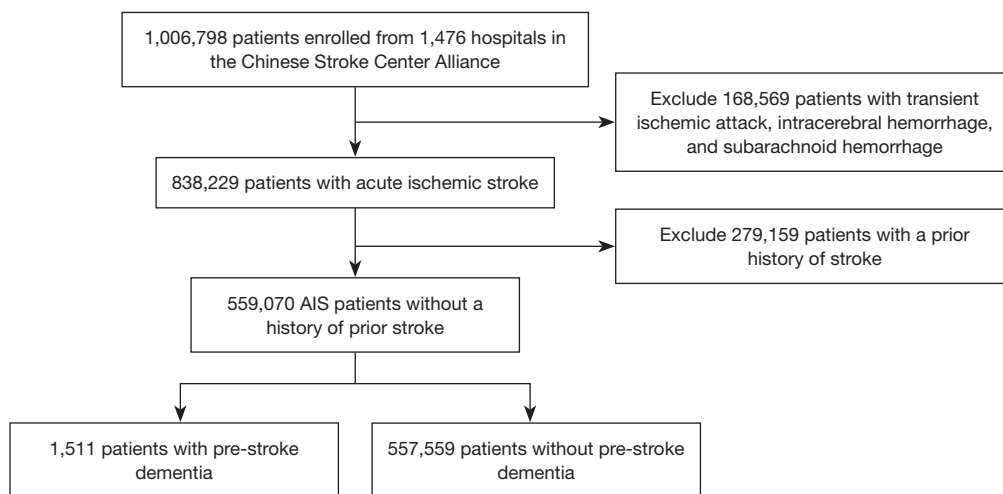 1,006,798 patients enrolled from 1,476 hospitals in
the Chinese Stroke Center Alliance
Exclude 168,569 patients with transient
ischemic attack, intracerebral hemorrhage,
and subarachnoid hemorrhage
838,229 patients with acute ischemic stroke
Exclude 279,159 patients with a prior
history of stroke
559,070 AIS patients without a
history of prior stroke
1,511 patients with pre-stroke
dementia
557,559 patients without pre-stroke
dementia